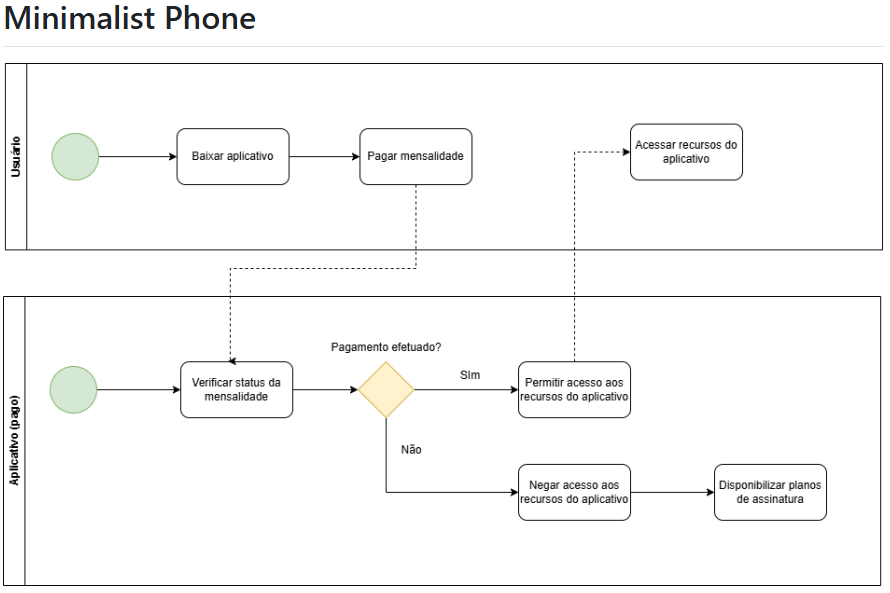 Minimalist Phone
Usuário
Baixar aplicativo
Pagar mensalidade
Acessar recursos do
aplicativo
Aplicativo (pago)
Verificar status da
mensalidade
Pagamento efetuado?
SIm
Permitir acesso aos
recursos do aplicativo
Não
Negar acesso aos
recursos do aplicativo
Disponibilizar planos
de assinatura